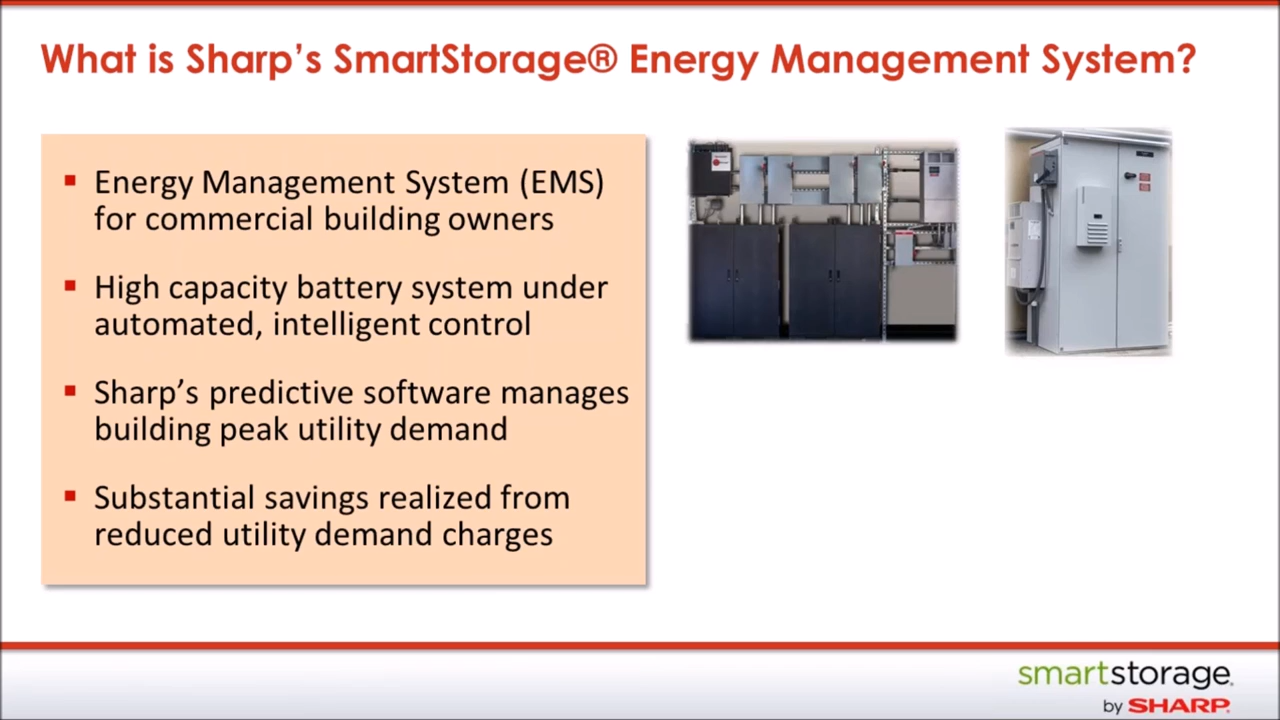 What is Sharp's SmartStorage® Energy Management System?
▪ Energy Management System (EMS)
for commercial building owners
▪ High capacity battery system under
automated, intelligent control
▪ Sharp's predictive software manages
building peak utility demand
▪ Substantial savings realized from
reduced utility demand charges
smartstorage
by SHARP